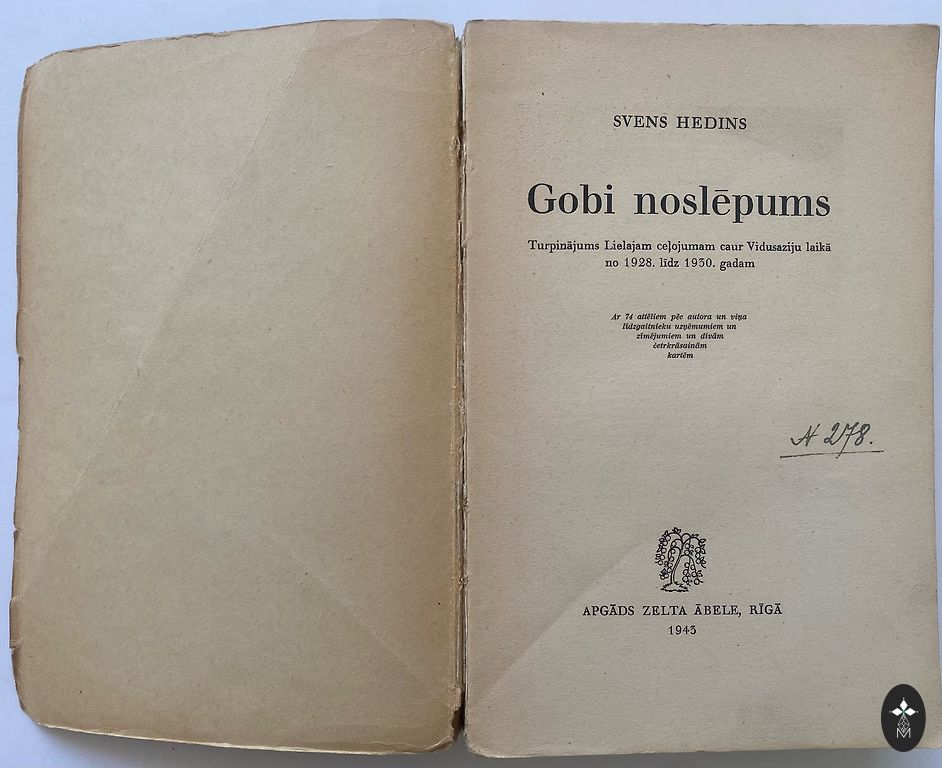 SVENS HEDINS
Gobi noslēpums
Turpinājums Lielajam ceļojumam caur Vidusaziju laikā
no 1928. līdz 1930. gadam
Ar 74 attēliem pēc autora un viņa
līdzgaitnieku uzņēmumiem un
zīmējumiem un divām
četrkrāsainām
kartēm
N 278.
APGĀDS ZELTA ĀBELE, RĪGĀ
1943
M